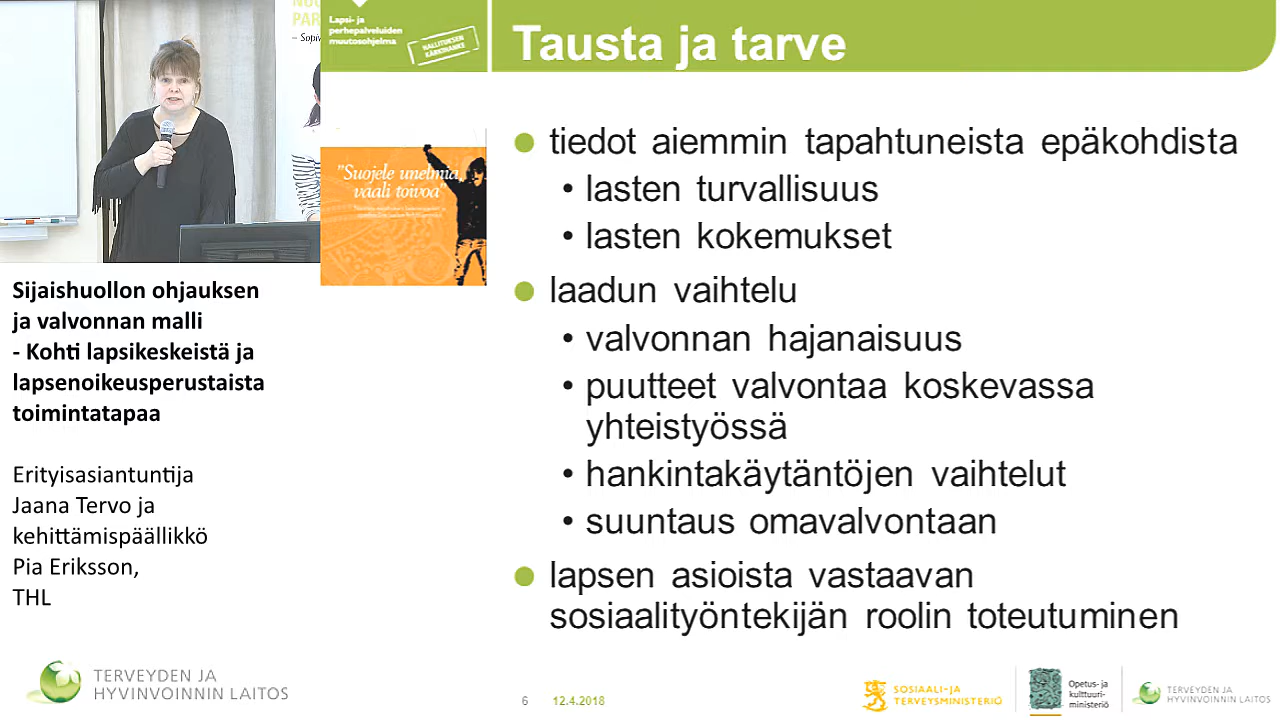 Lapsi- ja
perhepalveluiden
muutosohjelma
HALLITUKSEN
KÄRKIHANKE
Tausta ja tarve
PAR
"Suojele unelmia,
vaali toivoa"
tiedot aiemmin tapahtuneista epäkohdista
• lasten turvallisuus
• lasten kokemukset
laadun vaihtelu
• valvonnan hajanaisuus
• puutteet valvontaa koskevassa
yhteistyössä
• hankintakäytäntöjen vaihtelut
• suuntaus omavalvontaan
lapsen asioista vastaavan
sosiaalityöntekijän roolin toteutuminen
Sijaishuollon ohjauksen
ja valvonnan malli
- Kohti lapsikeskeistä ja
lapsenoikeusperustaista
toimintatapaa
Erityisasiantuntija
Jaana Tervo ja
kehittämispäällikkö
Pia Eriksson,
THL
TERVEYDEN JA
HYVINVOINNIN LAITOS
6 12.4.2018
SOSIAALI- JA
TERVEYSMINISTERIÖ
Opetus- ja
kulttuuri-
ministeriö
TERVEYDEN JA
HYVINVOINNIN LAITOS